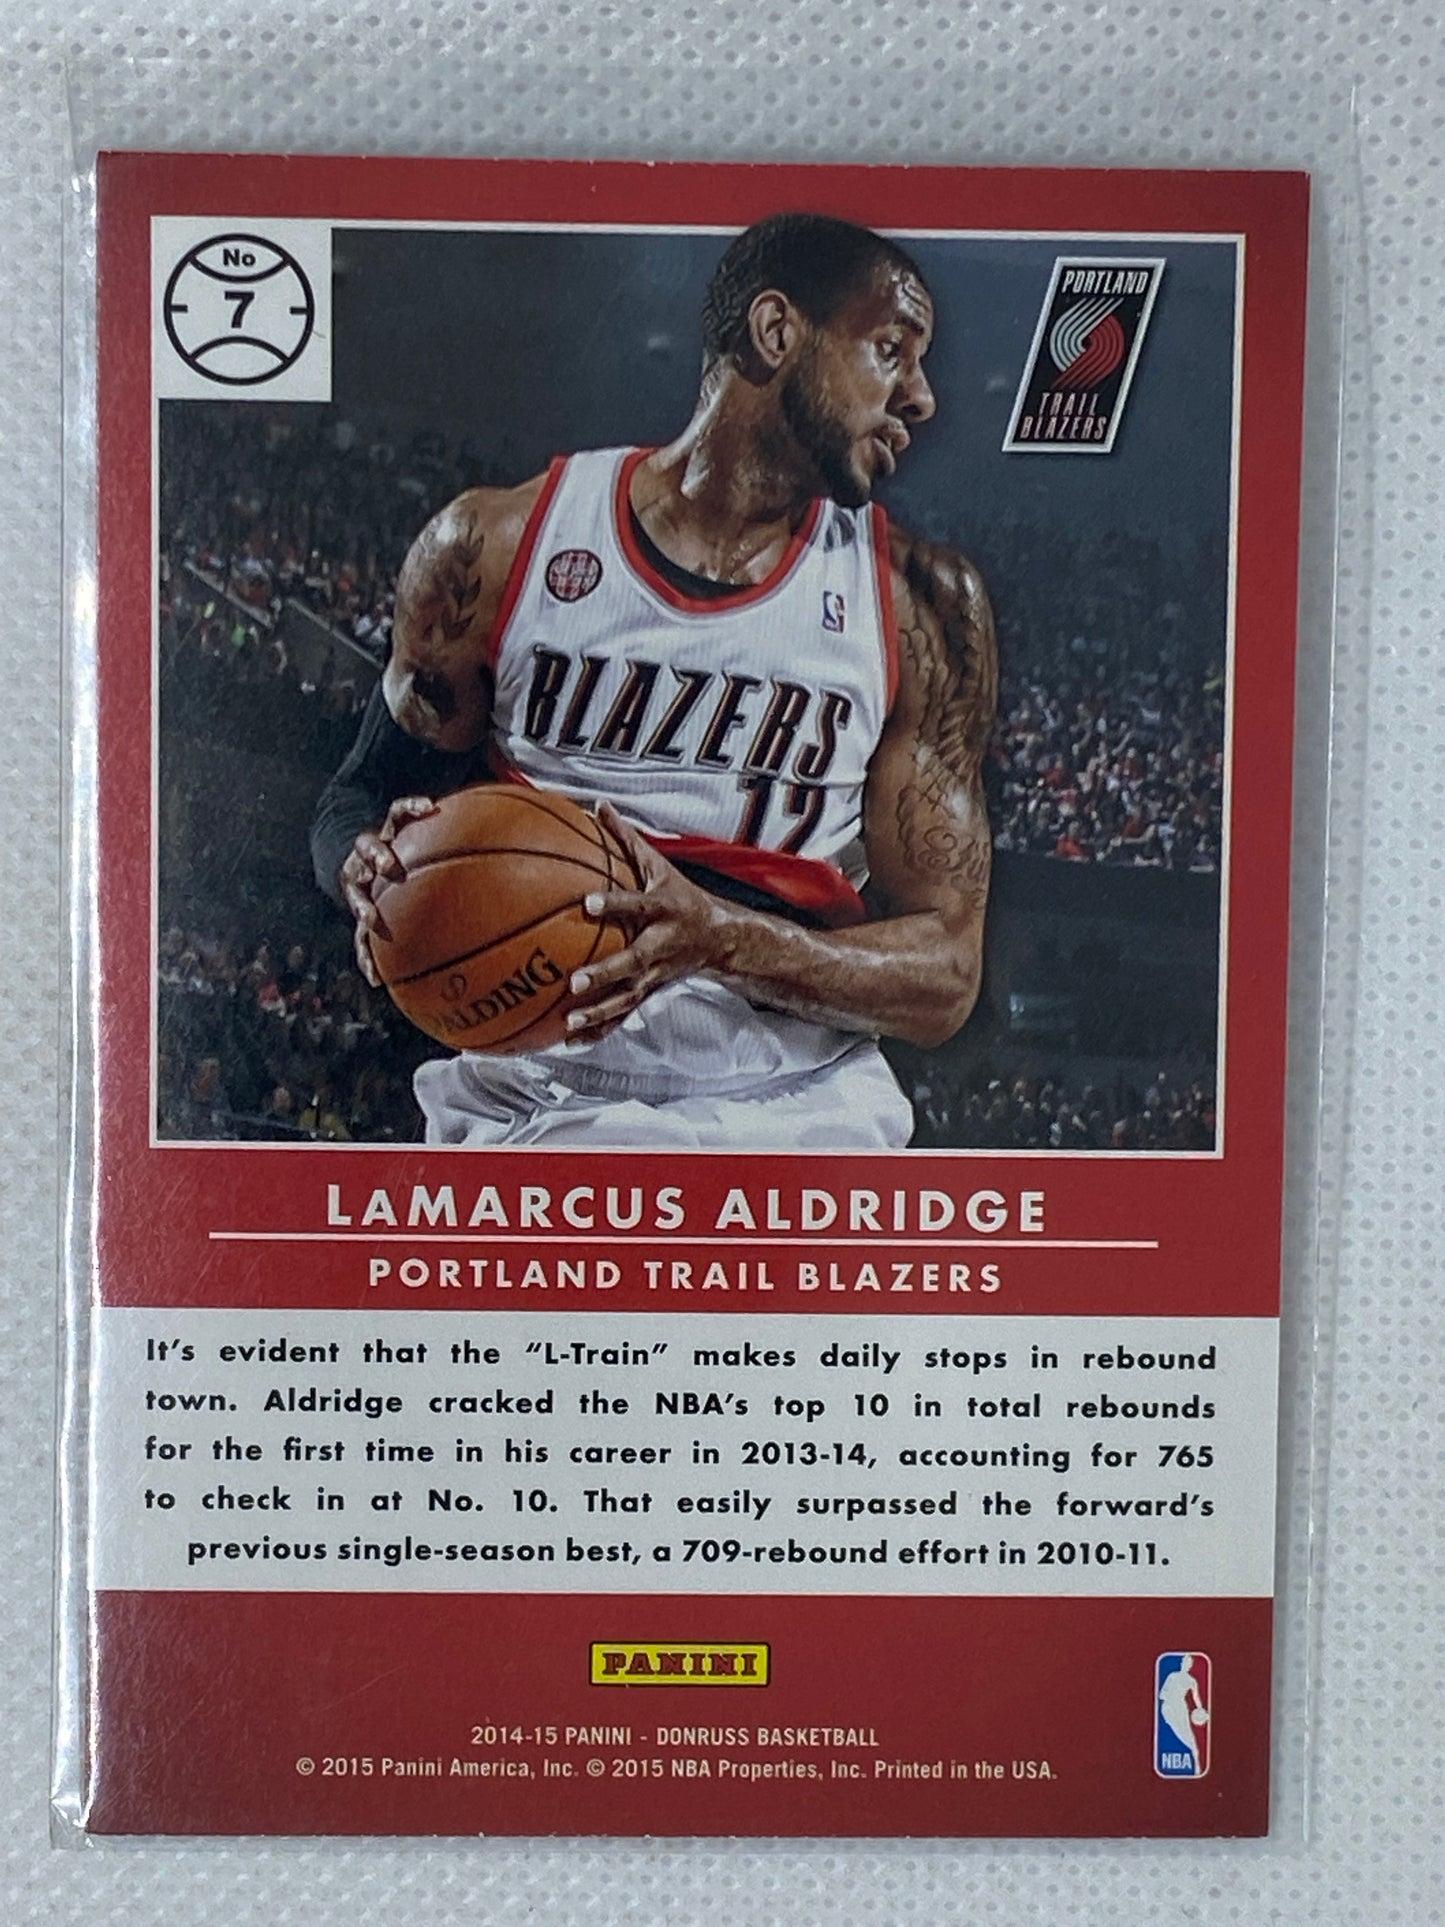 No
7
PORTLAND
TRAIL
BLAZERS
BLAZERS
12
SPALDING
LAMARCUS ALDRIDGE
PORTLAND TRAIL BLAZERS
It's evident that the “L-Train” makes daily stops in rebound
town. Aldridge cracked the NBA's top 10 in total rebounds
for the first time in his career in 2013-14, accounting for 765
to check in at No. 10. That easily surpassed the forward's
previous single-season best, a 709-rebound effort in 2010-11.
PANINI
2014-15 PANINI - DONRUSS BASKETBALL
© 2015 Panini America, Inc. © 2015 NBA Properties, Inc. Printed in the USA.
NBA